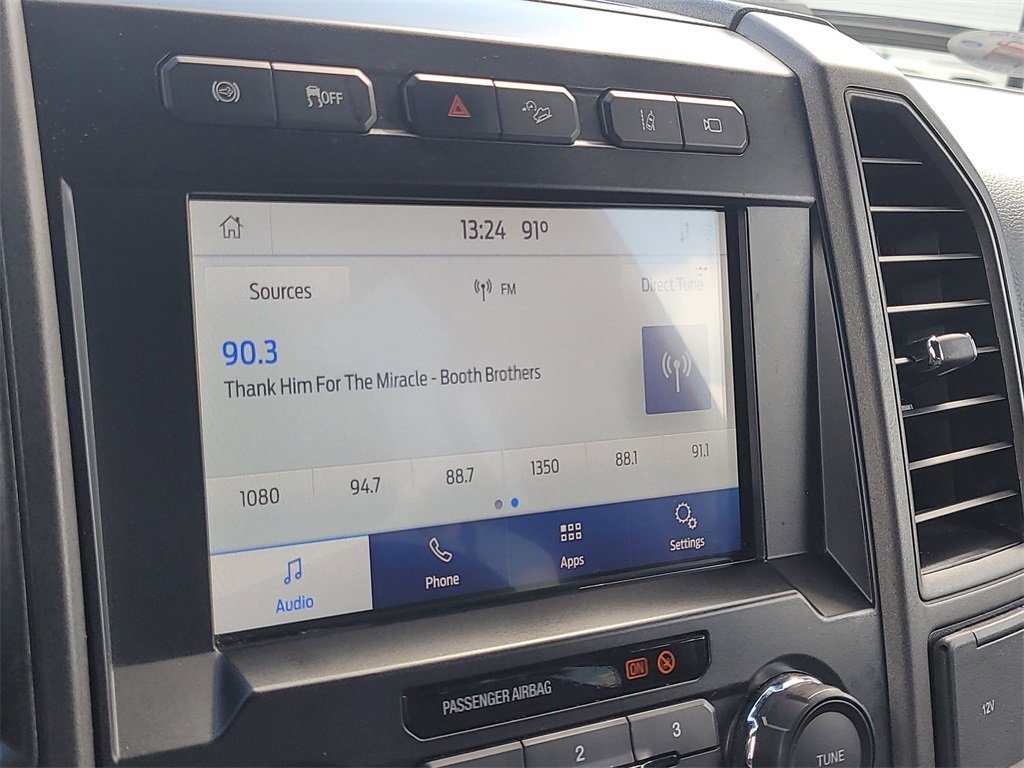 OFF
13:24 91º
Sources
FM
Direct Tune
90.3
Thank Him For The Miracle - Booth Brothers
1080 94.7 88.7 1350 88.1 91.1
Audio
Phone
Apps
Settings
PASSENGER AIRBAG
ON
2
3
TUNE
12V